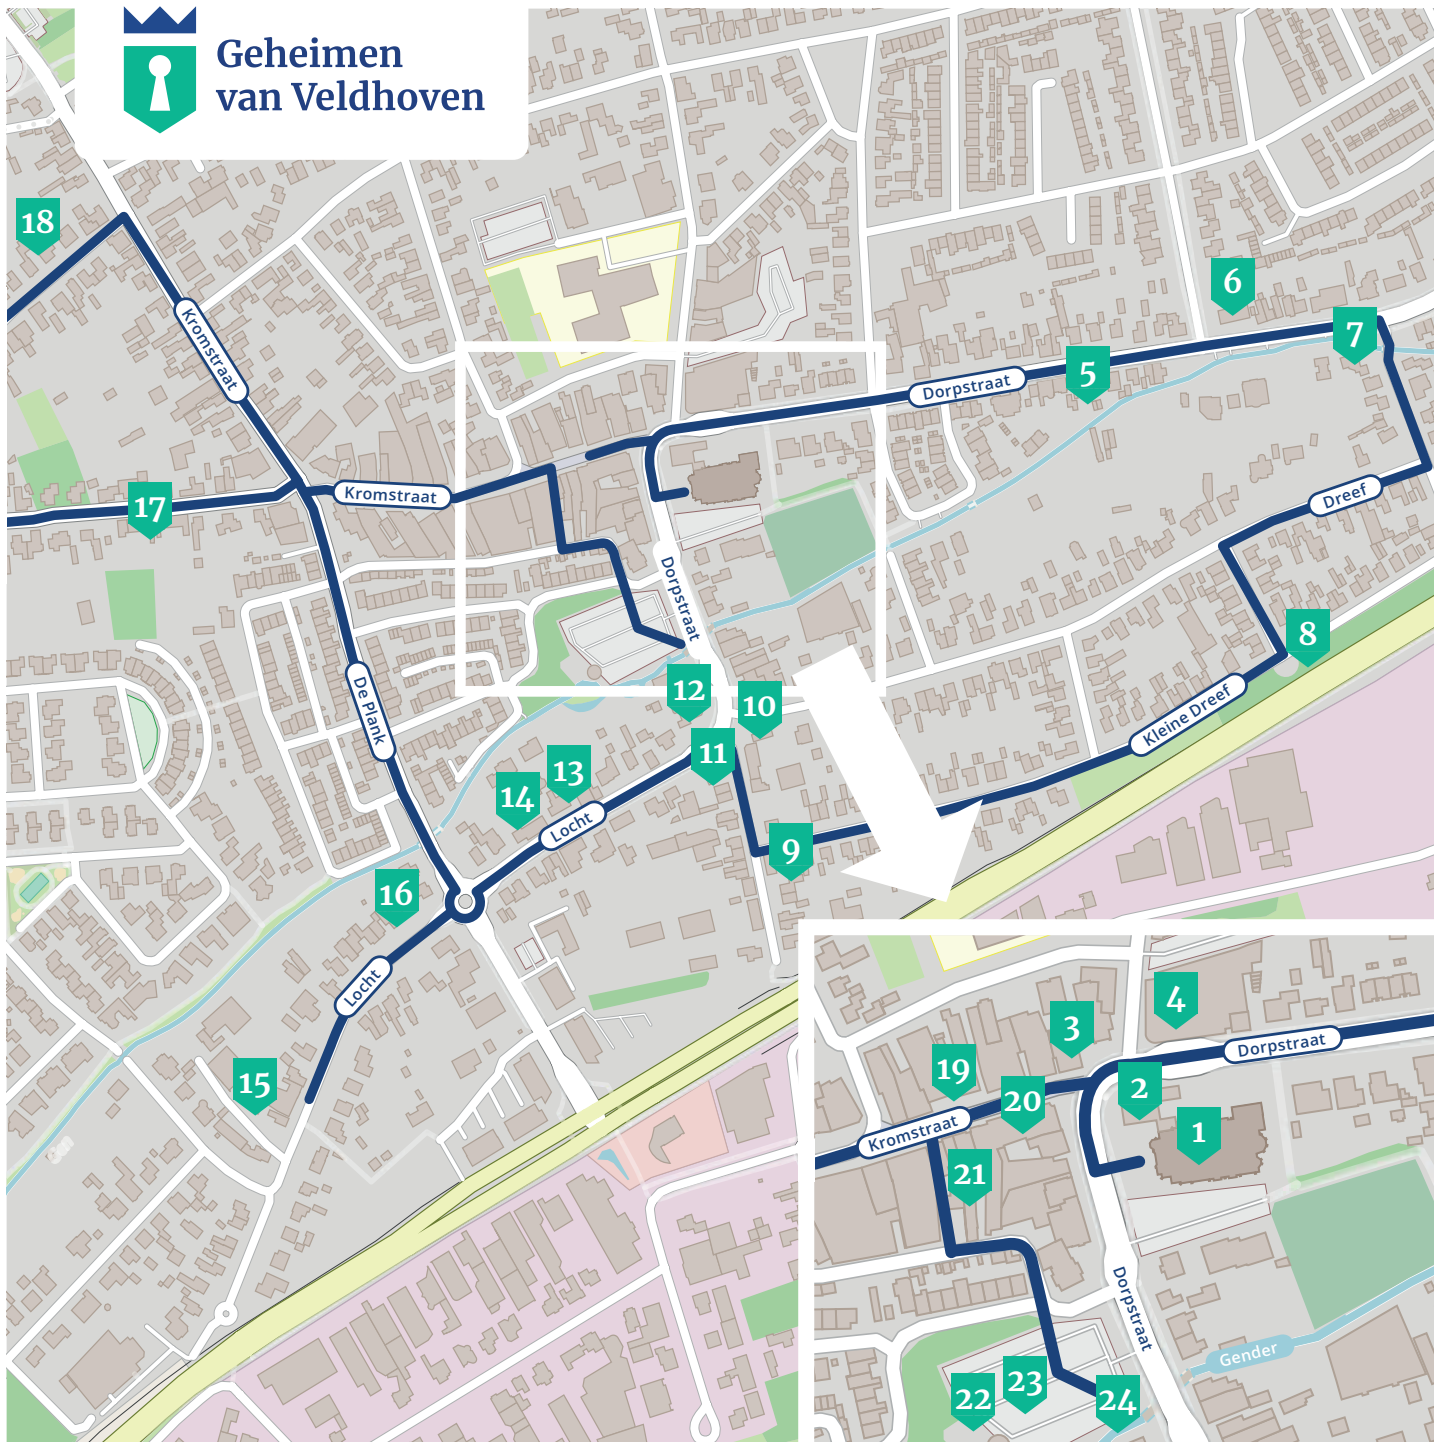 Geheimen
van Veldhoven
18
6
7
Kromstraat
5
Dorpstraat
17
Kromstraat
Dreef
Dorpstraat
8
12
10
De Plank
Kleine Dreef
11
13
14
Locht
9
16
Locht
4
3
Dorpstraat
19
2
20
15
Kromstraat
1
21
Dorpstraat
Gender
23
22
24